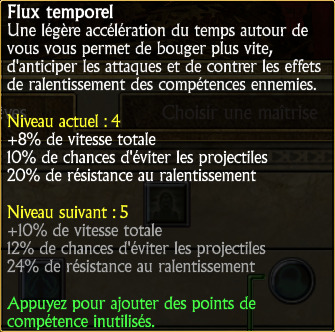 Flux temporel
Une légère accélération du temps autour de
vous vous permet de bouger plus vite,
d'anticiper les attaques et de contrer les effets
de ralentissement des compétences ennemies.
Choisir une maîtrise
Niveau actuel : 4
+8% de vitesse totale
10% de chances d'éviter les projectiles
20% de résistance au ralentissement
Niveau suivant : 5
+10% de vitesse totale
12% de chances d'éviter les projectiles
24% de résistance au ralentissement
Appuyez pour ajouter des points de
compétence inutilisés.